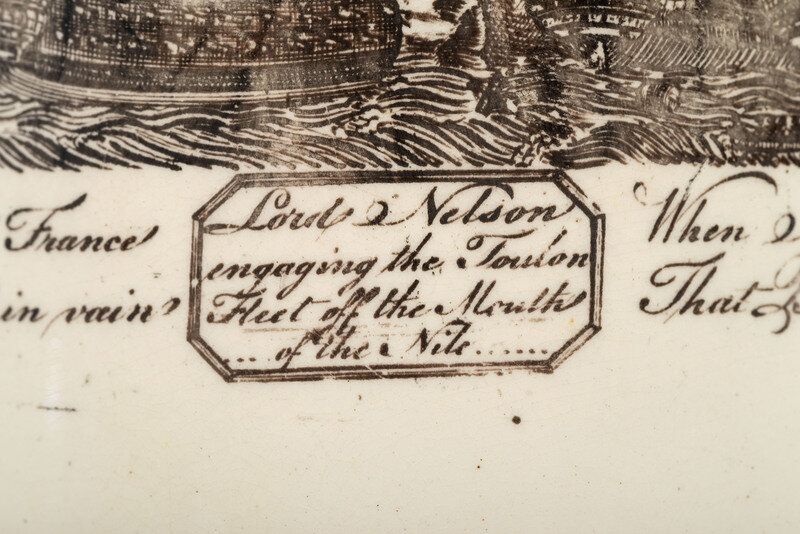 France
in vain
Lord Nelson
engaging the Toulon
Fleet off the Mouth
.... of the Nile.......
When
That